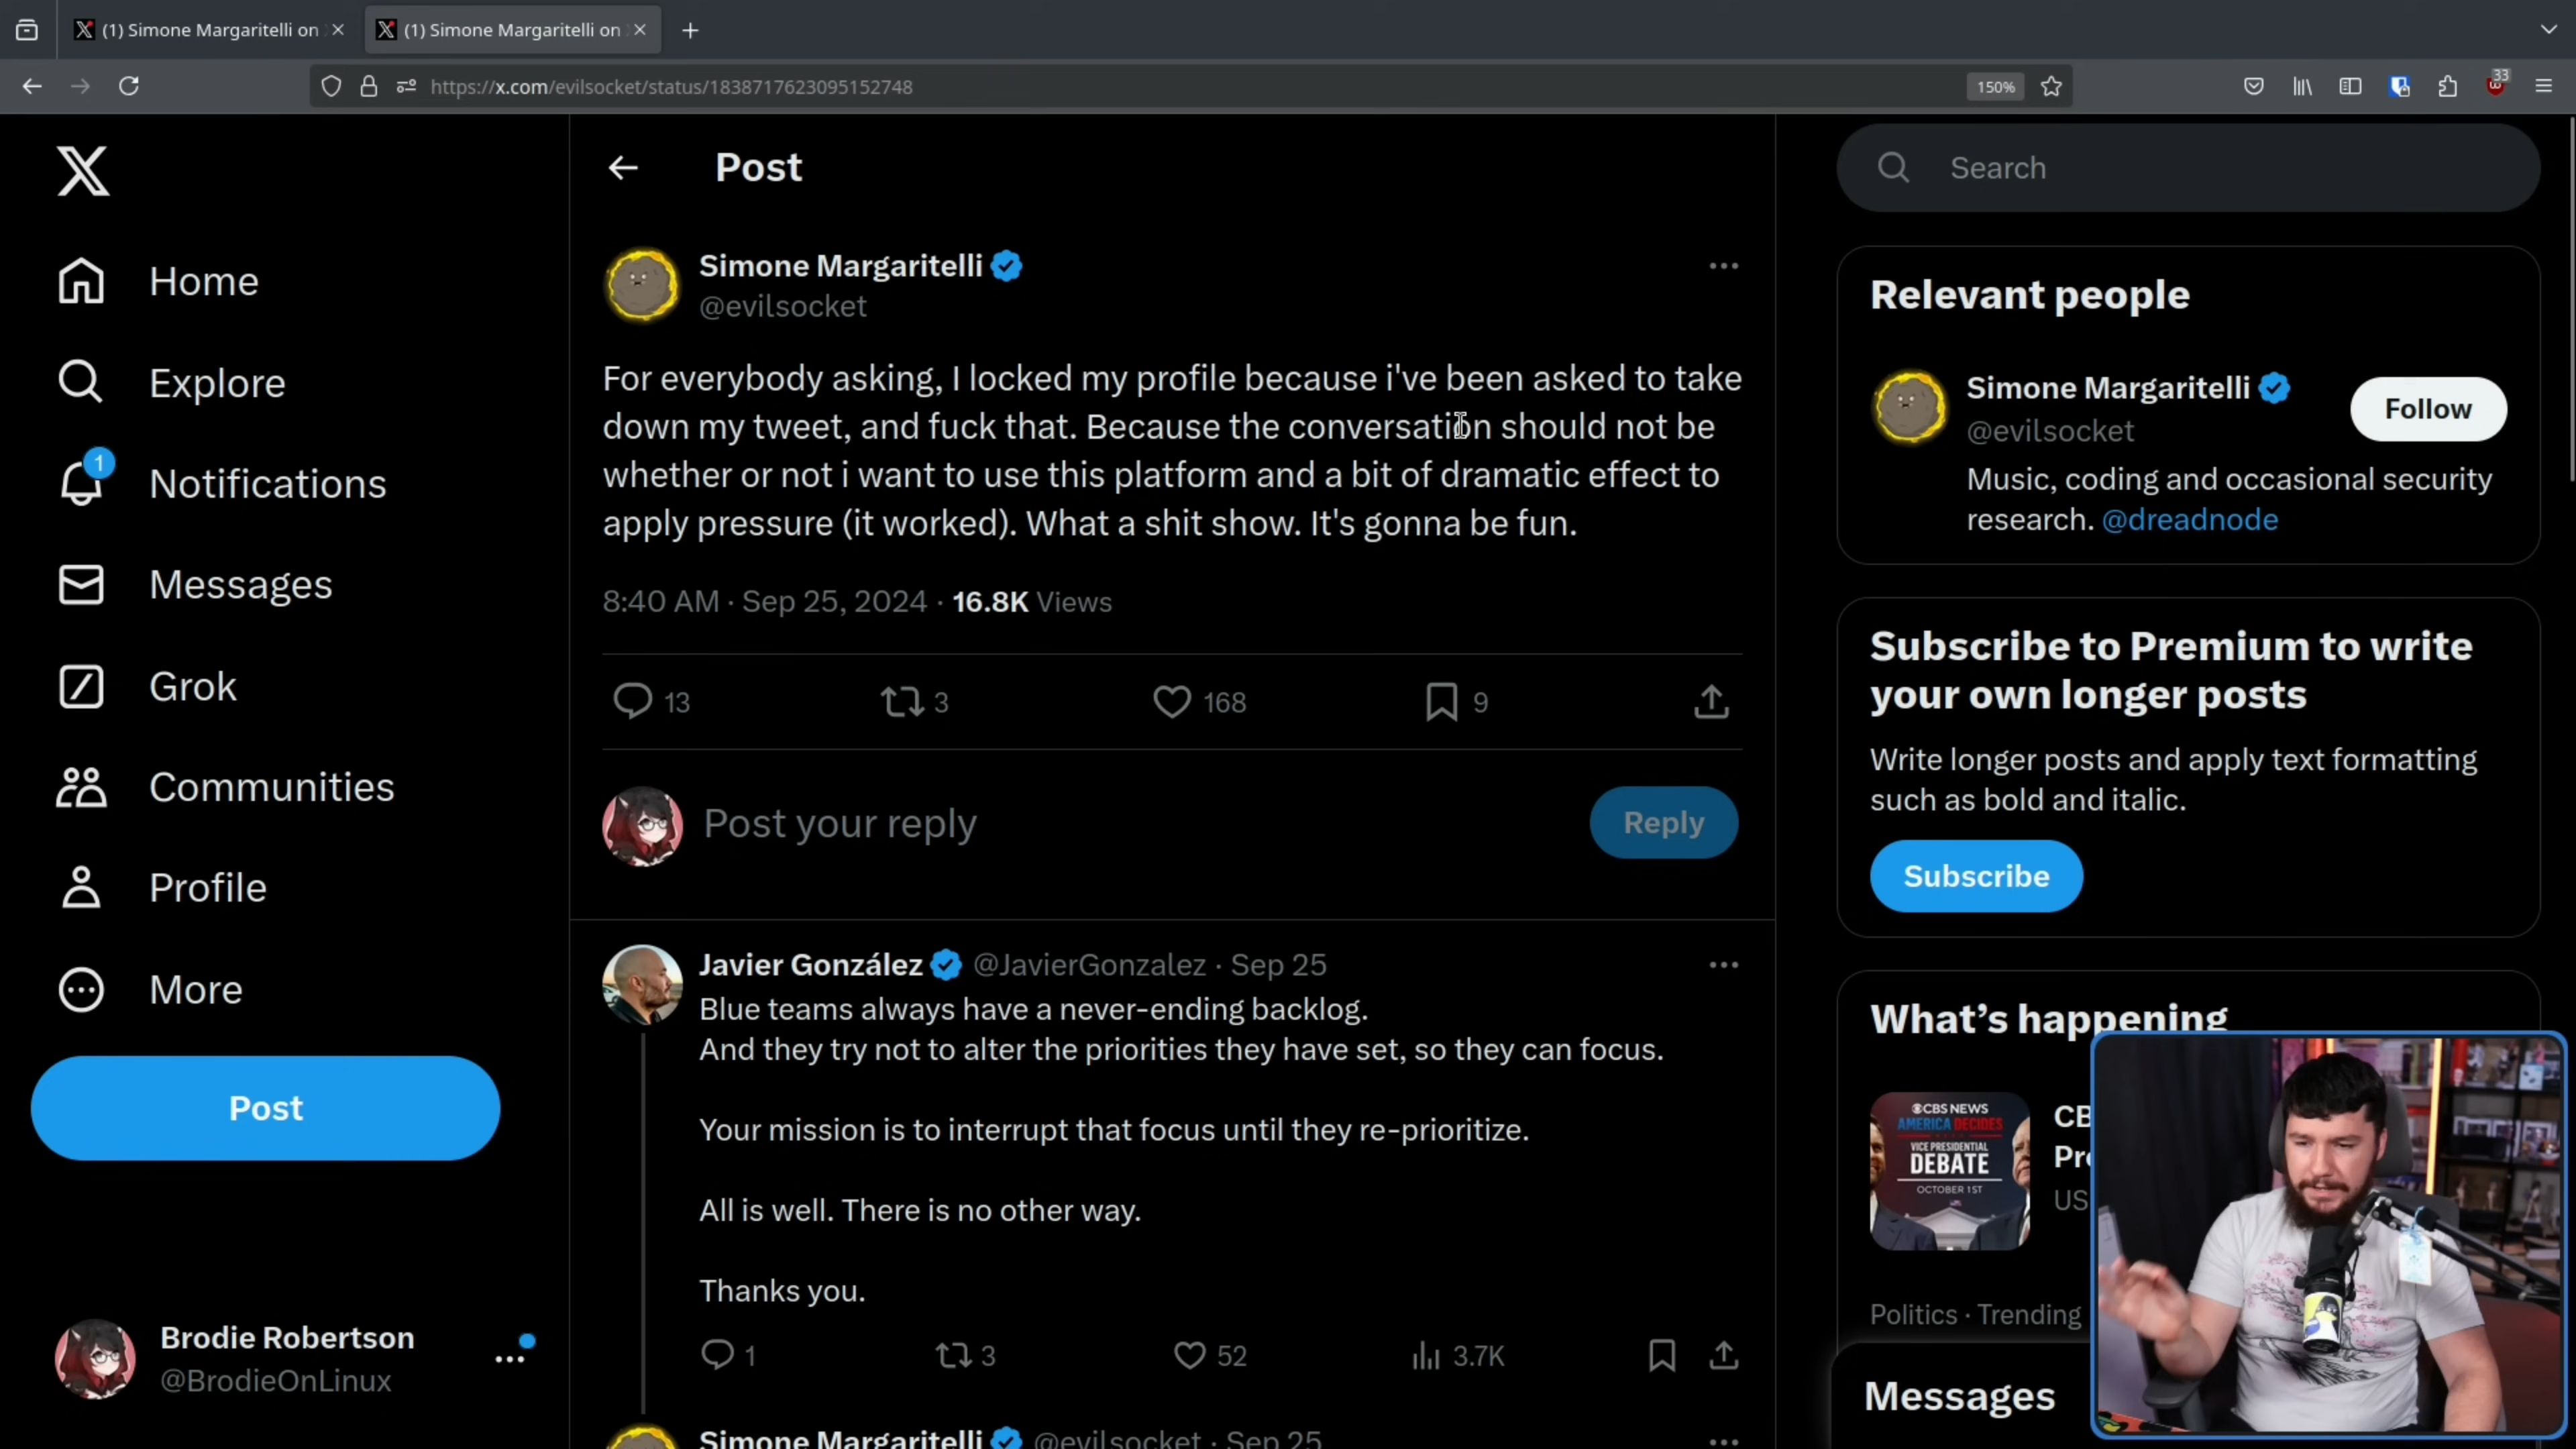 (1) Simone Margaritelli on
(1) Simone Margaritelli on
https://x.com/evilsocket/status/1838717623095152748
150%
33
Home
Explore
1
Notifications
Messages
Grok
Communities
Profile
More
Post
Brodie Robertson
@BrodieOnLinux
Post
Simone Margaritelli
@evilsocket
For everybody asking, I locked my profile because i've been asked to take
down my tweet, and fuck that. Because the conversation should not be
whether or not i want to use this platform and a bit of dramatic effect to
apply pressure (it worked). What a shit show. It's gonna be fun.
8:40 AM · Sep 25, 2024 · 16.8K Views
13 3 168 9
Post your reply
Reply
Javier González @JavierGonzalez · Sep 25
Blue teams always have a never-ending backlog.
And they try not to alter the priorities they have set, so they can focus.
Your mission is to interrupt that focus until they re-prioritize.
All is well. There is no other way.
Thanks you.
1 3 52 3.7K
Simone Margaritelli @evilsocket · Sep 25
Search
Relevant people
Simone Margaritelli
@evilsocket
Follow
Music, coding and occasional security
research. @dreadnode
Subscribe to Premium to write
your own longer posts
Write longer posts and apply text formatting
such as bold and italic.
Subscribe
What's happening
CBS NEWS
AMERICA DECIDES
VICE PRESIDENTIAL
DEBATE
OCTOBER 1ST
Politics · Trending
Messages